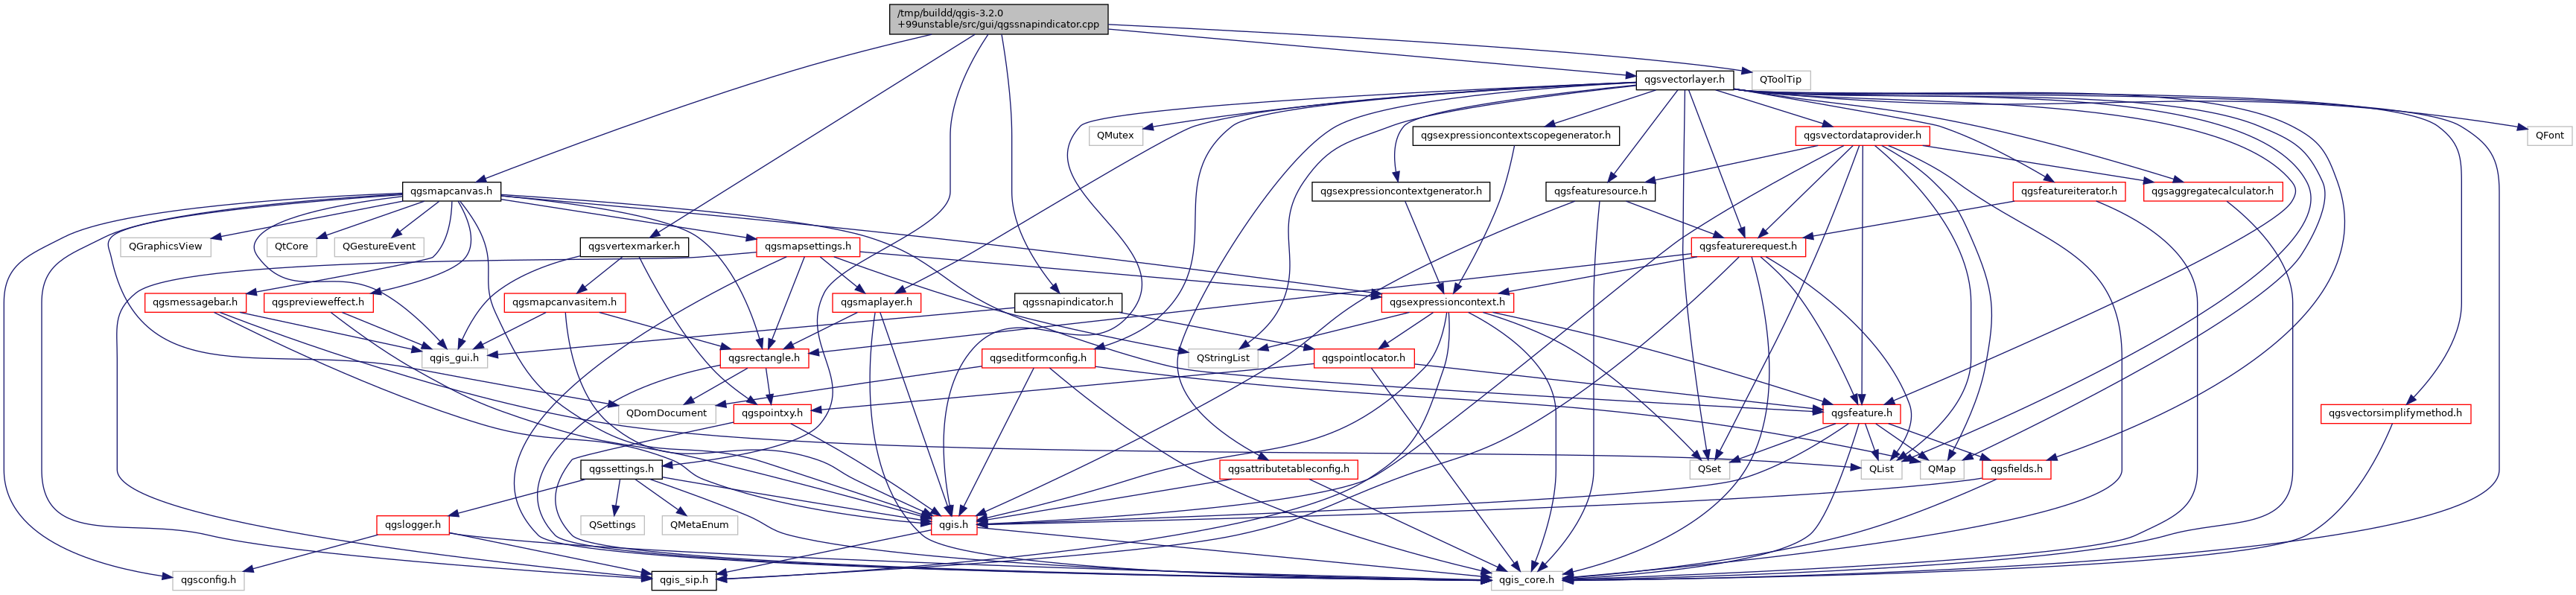 /tmp/buildd/qgis-3.2.0
+99unstable/src/gui/qgssnapindicator.cpp
qgsvectorlayer.h
QToolTip
QMutex
qgsexpressioncontextscopegenerator.h
qgsvectordataprovider.h
QFont
qgsmapcanvas.h
qgsexpressioncontextgenerator.h
qgsfeaturesource.h
qgsfeatureiterator.h
qgsaggregatecalculator.h
QGraphicsView
QtCore
QGestureEvent
qgsvertexmarker.h
qgsmapsettings.h
qgsfeaturerequest.h
qgsmessagebar.h
qgsprevieweffect.h
qgsmapcanvasitem.h
qgsmaplayer.h
qgssnapindicator.h
qgsexpressioncontext.h
qgis_gui.h
qgsrectangle.h
qgseditformconfig.h
QStringList
qgspointlocator.h
QDomDocument
qgspointxy.h
qgsfeature.h
qgsvectorsimplifymethod.h
qgssettings.h
qgsattributetableconfig.h
QSet
QList
QMap
qgsfields.h
qgslogger.h
QSettings
QMetaEnum
qgis.h
qgsconfig.h
qgis_sip.h
qgis_core.h